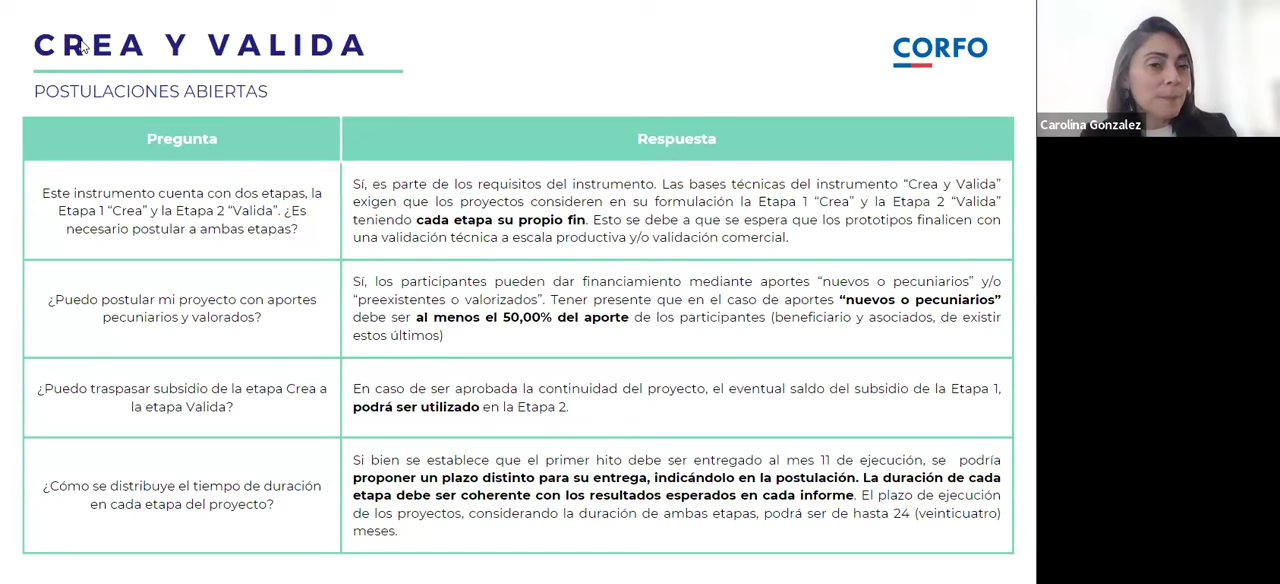 CREA Y VALIDA
CORFO
POSTULACIONES ABIERTAS
Carolina Gonzalez
Pregunta
Respuesta
Este instrumento cuenta con dos etapas, la
Etapa 1 “Crea” y la Etapa 2 “Valida”. ¿Es
necesario postular a ambas etapas?
Sí, es parte de los requisitos del instrumento. Las bases técnicas del instrumento “Crea y Valida”
exigen que los proyectos consideren en su formulación la Etapa 1 “Crea” y la Etapa 2 “Valida”
teniendo cada etapa su propio fin. Esto se debe a que se espera que los prototipos finalicen con
una validación técnica a escala productiva y/o validación comercial.
¿Puedo postular mi proyecto con aportes
pecuniarios y valorados?
Sí, los participantes pueden dar financiamiento mediante aportes “nuevos o pecuniarios” y/o
“preexistentes o valorizados”. Tener presente que en el caso de aportes “nuevos o pecuniarios”
debe ser al menos el 50,00% del aporte de los participantes (beneficiario y asociados, de existir
estos últimos)
¿Puedo traspasar subsidio de la etapa Crea a
la etapa Valida?
En caso de ser aprobada la continuidad del proyecto, el eventual saldo del subsidio de la Etapa 1,
podrá ser utilizado en la Etapa 2.
¿Cómo se distribuye el tiempo de duración
en cada etapa del proyecto?
Si bien se establece que el primer hito debe ser entregado al mes 11 de ejecución, se podría
proponer un plazo distinto para su entrega, indicándolo en la postulación. La duración de cada
etapa debe ser coherente con los resultados esperados en cada informe. El plazo de ejecución
de los proyectos, considerando la duración de ambas etapas, podrá ser de hasta 24 (veinticuatro)
meses.